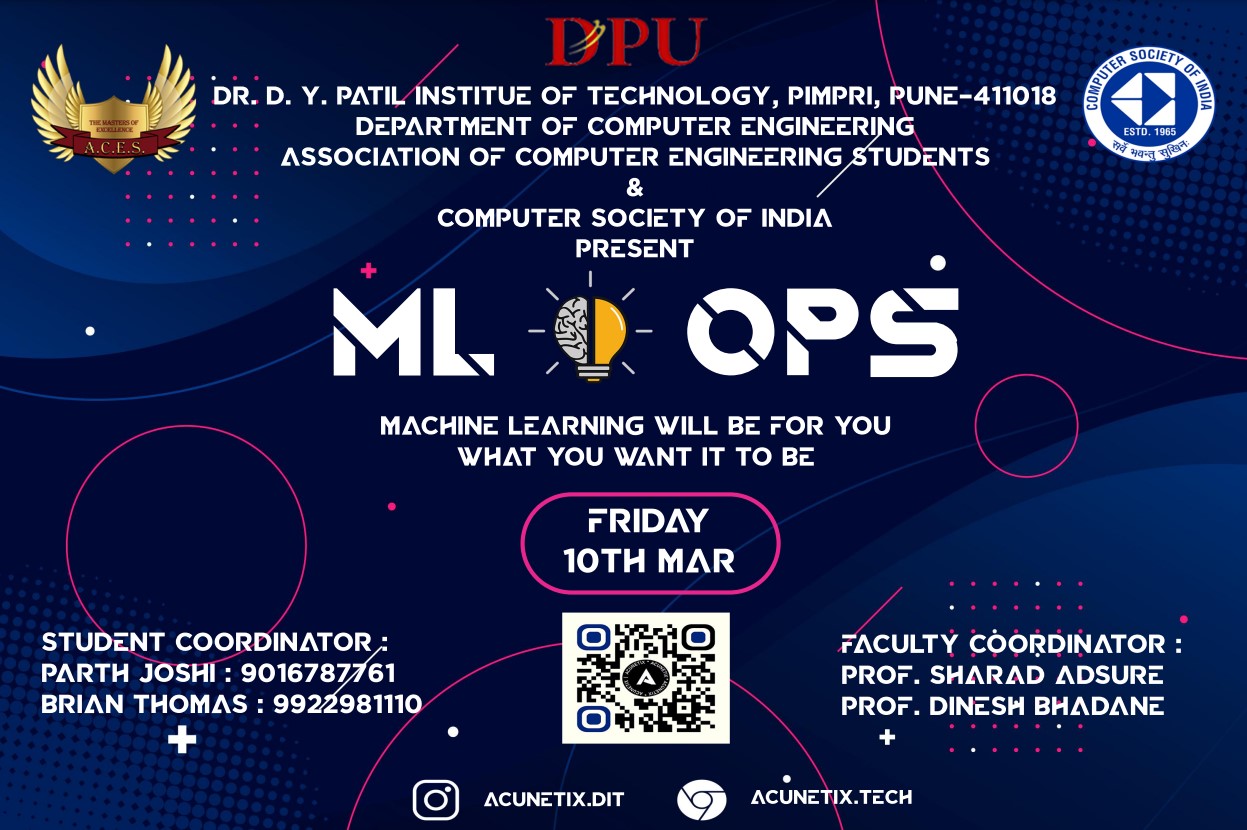 DPU
DR. D. Y. PATIL INSTITUE OF TECHNOLOGY, PIMPRI, PUNE-411018
DEPARTMENT OF COMPUTER ENGINEERING
ASSOCIATION OF COMPUTER ENGINEERING STUDENTS
&
COMPUTER SOCIETY OF INDIA
PRESENT
THE MASTERS OF
EXCELLENCE
A.C.E.S.
COMPUTER SOCIETY OF INDIA
ESTD. 1965
सर्वे भवन्तु सुखिनः
ML OPS
MACHINE LEARNING WILL BE FOR YOU
WHAT YOU WANT IT TO BE
FRIDAY
10TH MAR
STUDENT COORDINATOR :
PARTH JOSHI : 9016787761
BRIAN THOMAS : 9922981110
FACULTY COORDINATOR :
PROF. SHARAD ADSURE
PROF. DINESH BHADANE
ACUNETIX.DIT
ACUNETIX.TECH